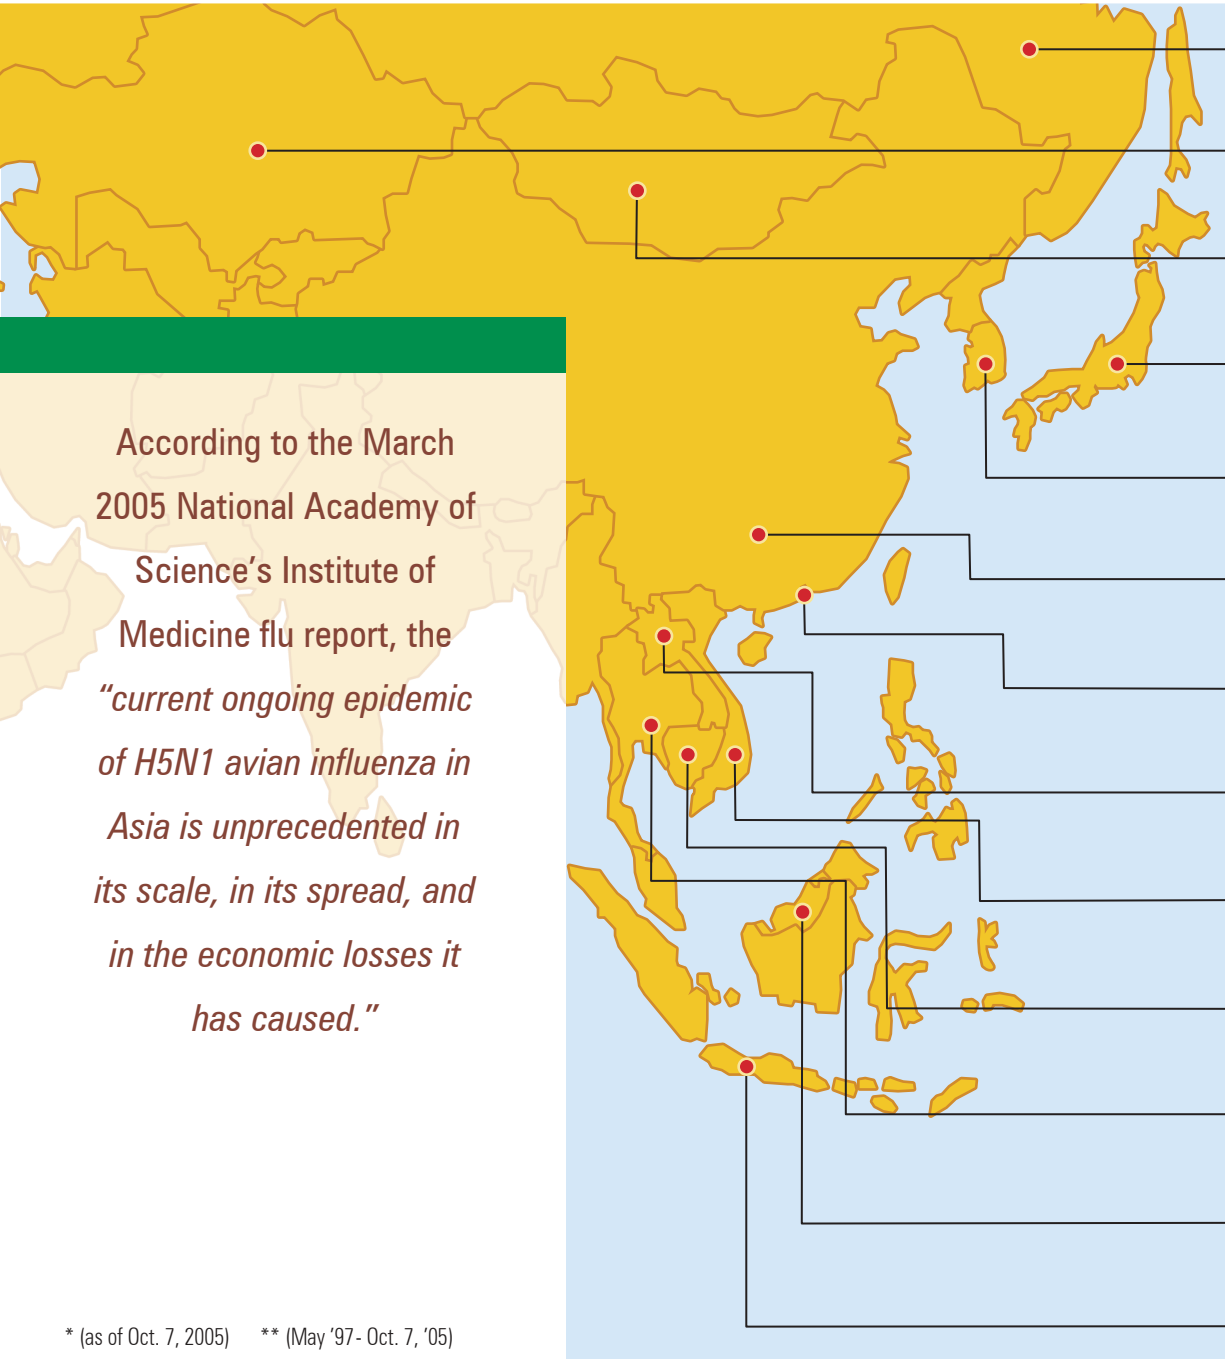 According to the March
2005 National Academy of
Science’s Institute of
Medicine flu report, the
“current ongoing epidemic
of H5N1 avian influenza in
Asia is unprecedented in
its scale, in its spread, and
in the economic losses it
has caused.”
* (as of Oct. 7, 2005) ** (May ’97- Oct. 7, ’05)